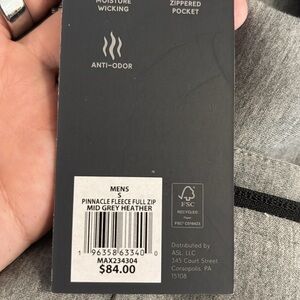 MOISTURE
WICKING
ZIPPERED
POCKET
ANTI-ODOR
MENS
S
PINNACLE FLEECE FULL ZIP
MID GREY HEATHER
1 96358 63340 0
MAX234304
$84.00
FSC
RECYCLED
Paper
Distributed by
ASL, LLC
345 Court Street
Coraopolis, PA
15108